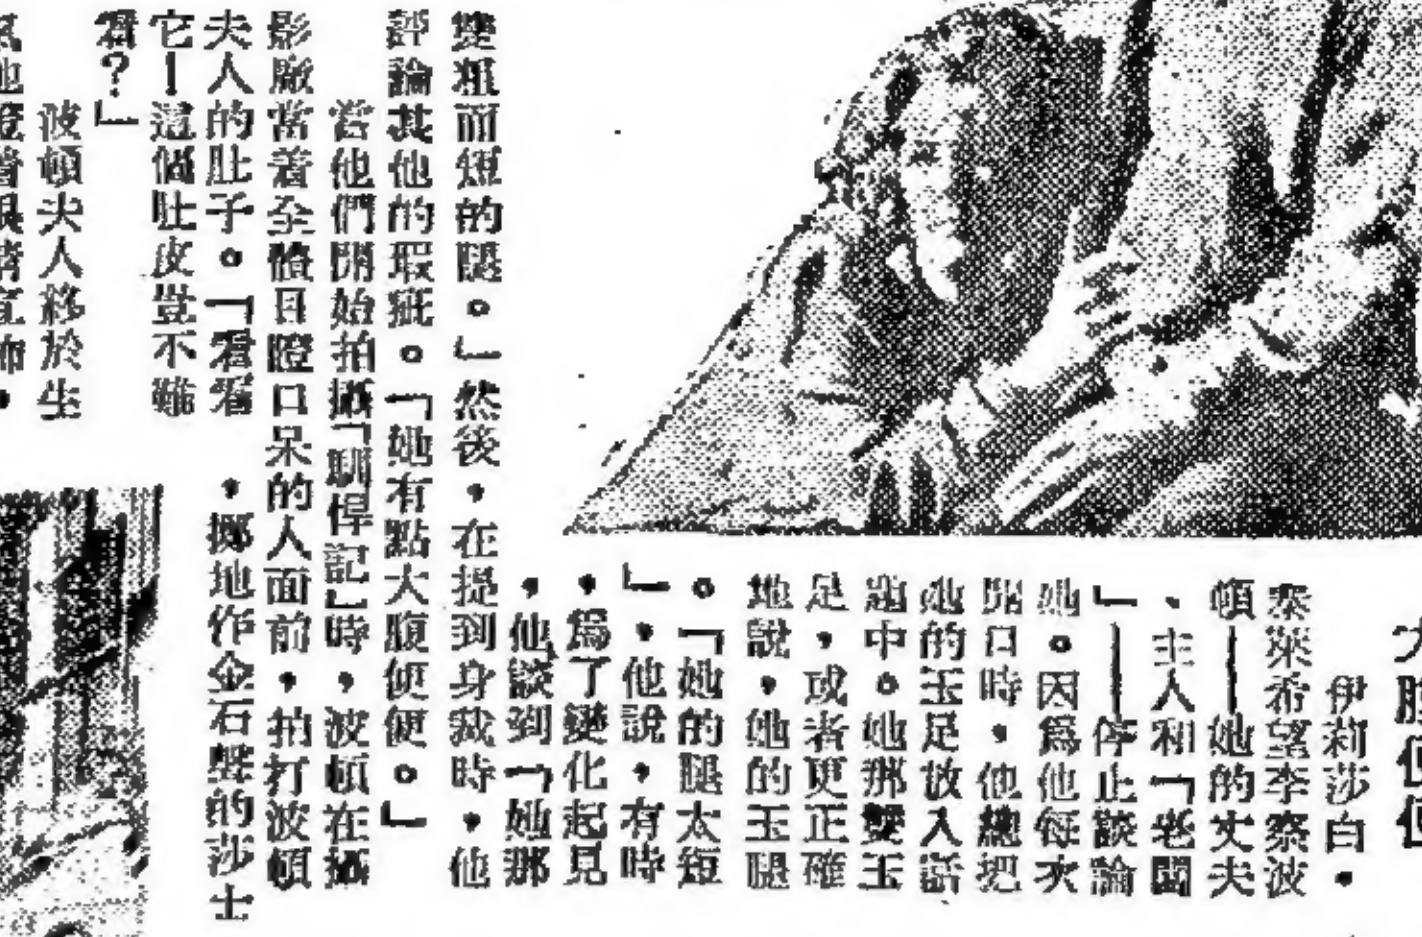 大腹便便
伊莉莎白・
泰萊希望李察波
頓——她的丈夫
、主人和「老闆
」——停止談論
她。因為他每次
開口時，他總把
她的玉足放入話
題中。她那雙玉
足，或者更正確
地說，她的玉腿
。「她的腿太短
」，他說，有時
，為了變化起見
，他談到「她那
雙粗而短的腿。」然後，在提到身裁時，他
評論其他的瑕疵。「她有點大腹便便。」
當他們開始拍攝「馴悍記」時，波頓在攝
影廠當着全體目瞪口呆的人面前，拍打波頓
夫人的肚子。「看看
，擲地作金石聲的莎士
它！這個肚皮豈不難
看？」
波頓夫人移於生